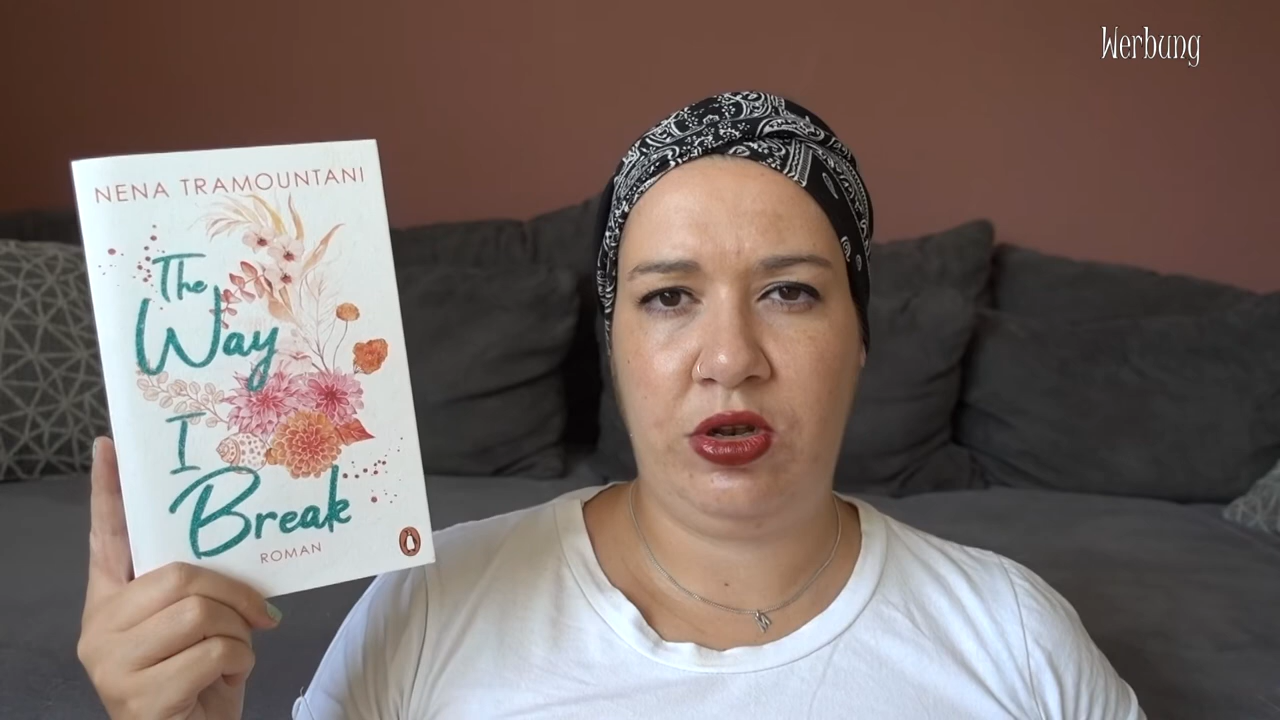 Werbung
NENA TRAMOUNTANI
The
Way
I
Break
ROMAN